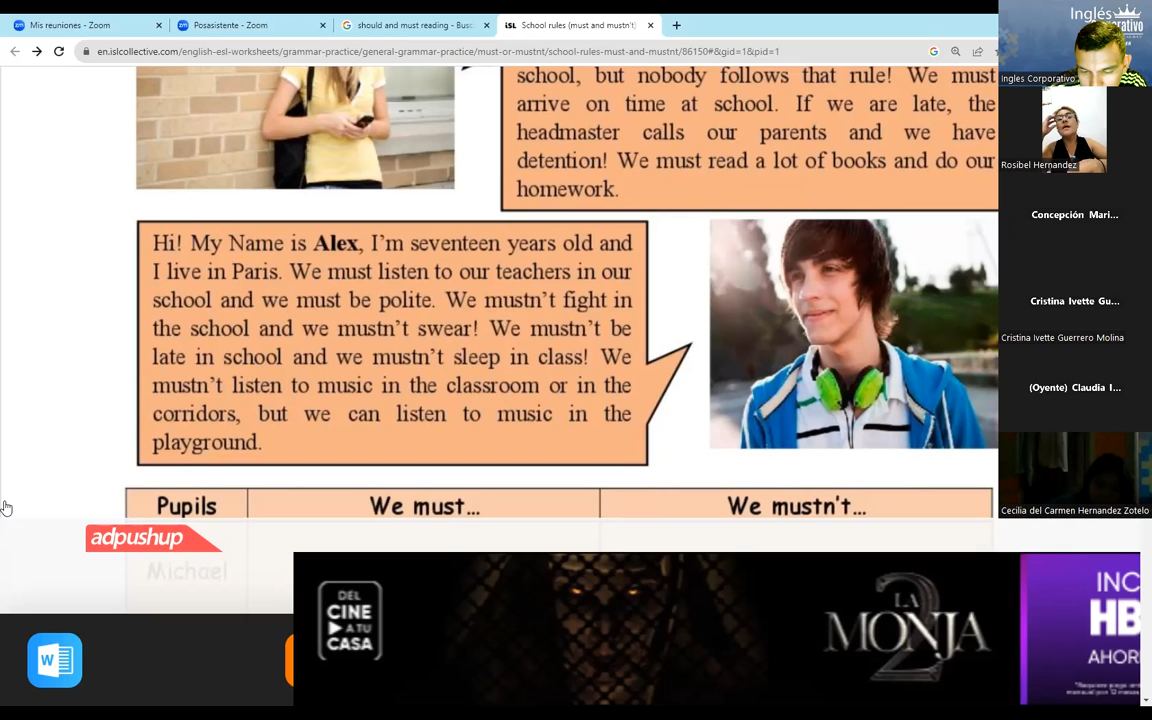 Mis reuniones - Zoom
Posasistente - Zoom
should and must reading - Bus
School rules (must and mustn't)
en.islcollective.com/english-esl-worksheets/grammar-practice/general-grammar-practice/must-or-mustnt/school-rules-must-and-mustnt/86150#&gid=1&pid=1
school, but nobody follows that rule! We must
arrive on time at school. If we are late, the
headmaster calls our parents and we have
detention! We must read a lot of books and do our
homework.
Hi! My Name is Alex, I'm seventeen years old and
I live in Paris. We must listen to our teachers in our
school and we must be polite. We mustn't fight in
the school and we mustn't swear! We mustn't be
late in school and we mustn't sleep in class! We
mustn't listen to music in the classroom or in the
corridors, but we can listen to music in the
playground.
Pupils We must... We mustn't...
Michael
adpushup
W
DEL
CINE
A TU
CASA
LA
MONJA
2
INC
HB
AHOR
Inglés
Ingles Corporativo
Rosibel Hernandez
Concepción Mari...
Cristina Ivette Gu...
Cristina Ivette Guerrero Molina
(Oyente) Claudia I...
Cecilia del Carmen Hernandez Zotelo